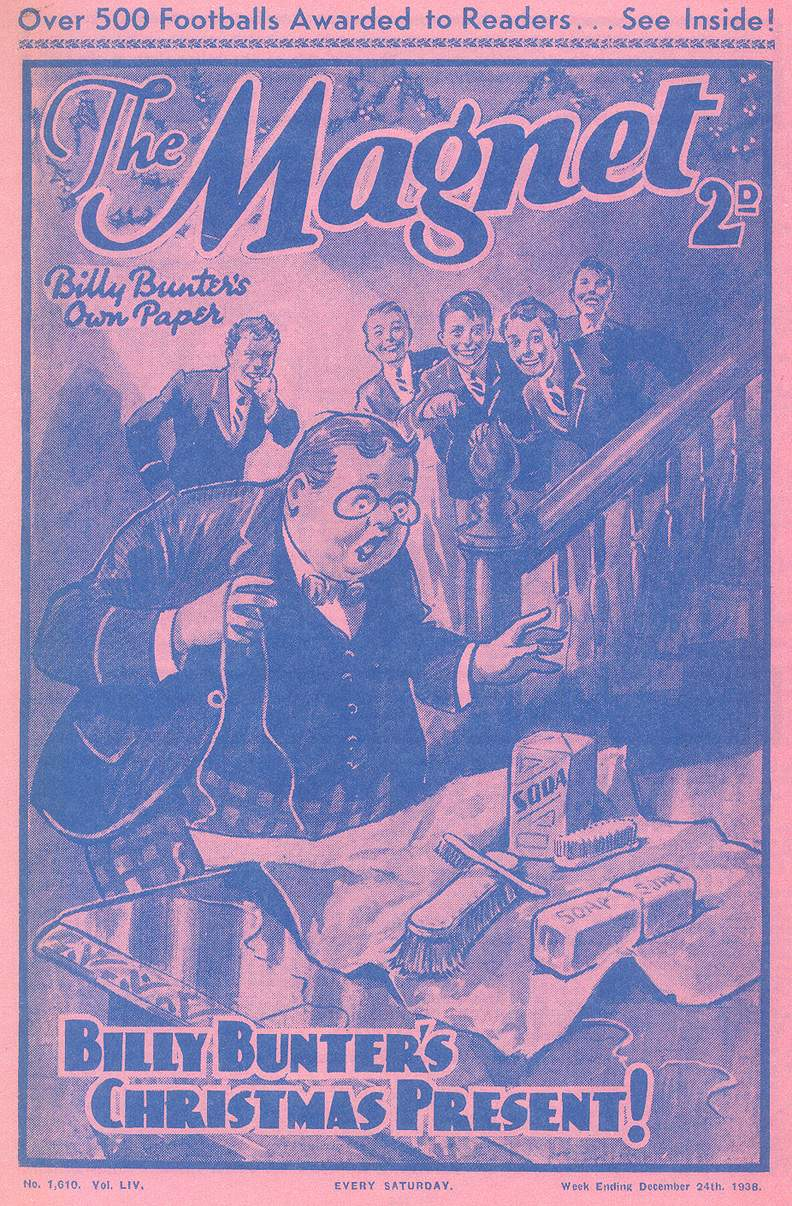 Over 500 Footballs Awarded to Readers... See Inside!
The Magnet
2D
Billy Bunter's
Own Paper
SODA
SOAP
SOAP
BILLY BUNTER'S
CHRISTMAS PRESENT!
No. 1,610. Vol. LIV. EVERY SATURDAY. Week Ending December 24th, 1938.